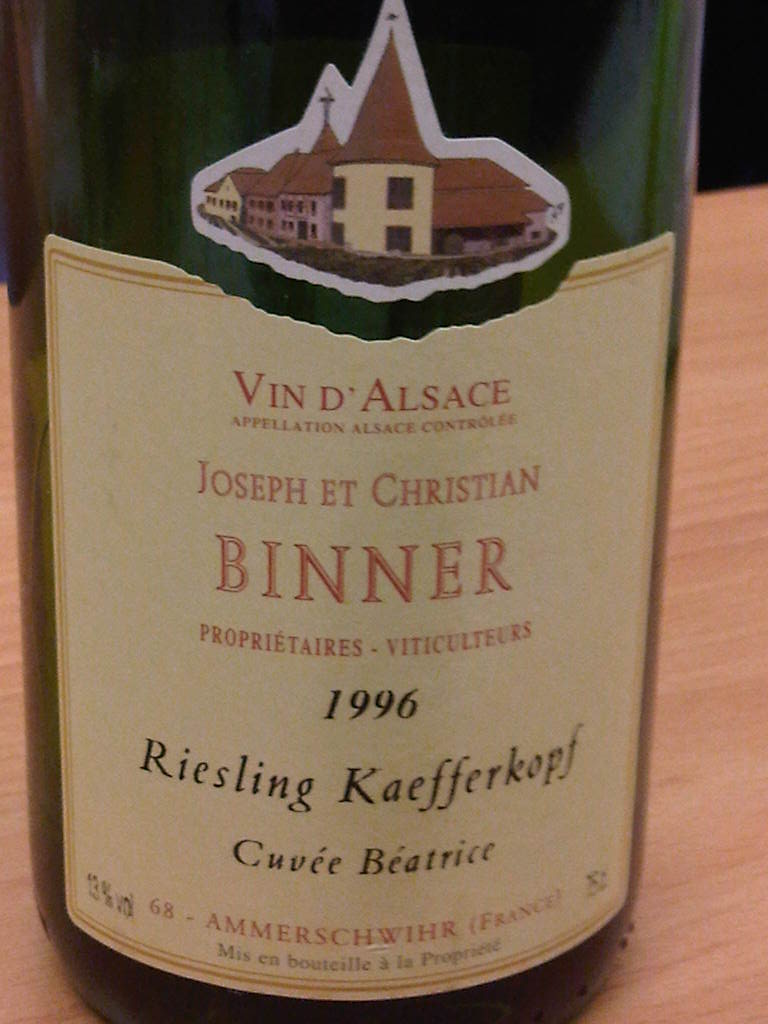 VIN D'ALSACE
APPELLATION ALSACE CONTRÔLÉE
JOSEPH ET CHRISTIAN
BINNER
PROPRIÉTAIRES - VITICULTEURS
1996
Riesling Kaefferkopf
Cuvée Béatrice
13 % vol
75 cl
68 - AMMERSCHWIHR (FRANCE)
Mis en bouteille à la Propriété